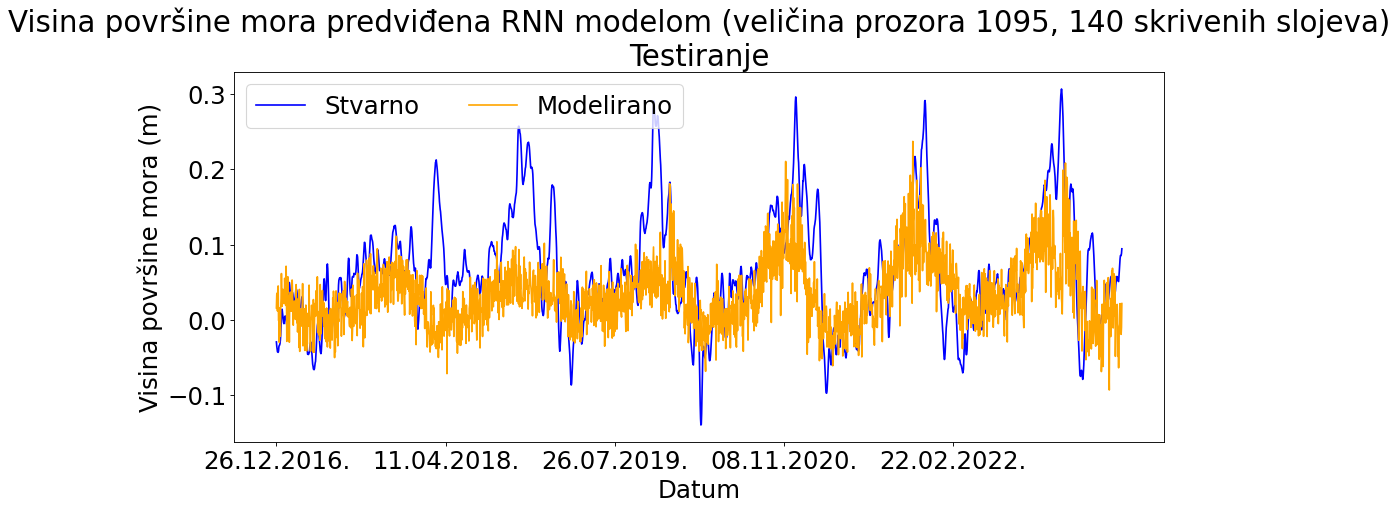 Visina površine mora predviđena RNN modelom (veličina prozora 1095, 140 skrivenih slojeva)
Testiranje
Stvarno Modelirano
Visina površine mora (m)
0.3
0.2
0.1
0.0
−0.1
26.12.2016. 11.04.2018. 26.07.2019. 08.11.2020. 22.02.2022.
Datum